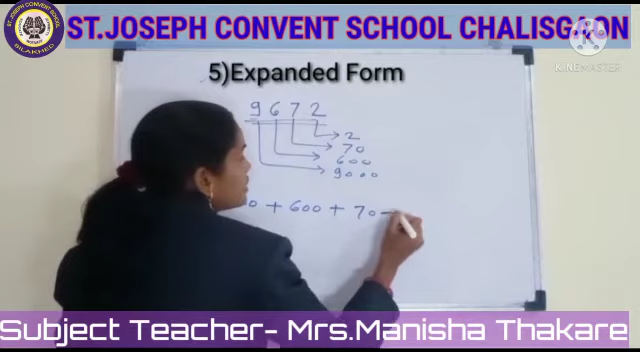 ST.JOSEPH CONVENT SCHOOL CHALISGAON
KINEMASTER
5)Expanded Form
9672
2
70
600
9000
0 + 600 + 70 +
Subject Teacher- Mrs.Manisha Thakare